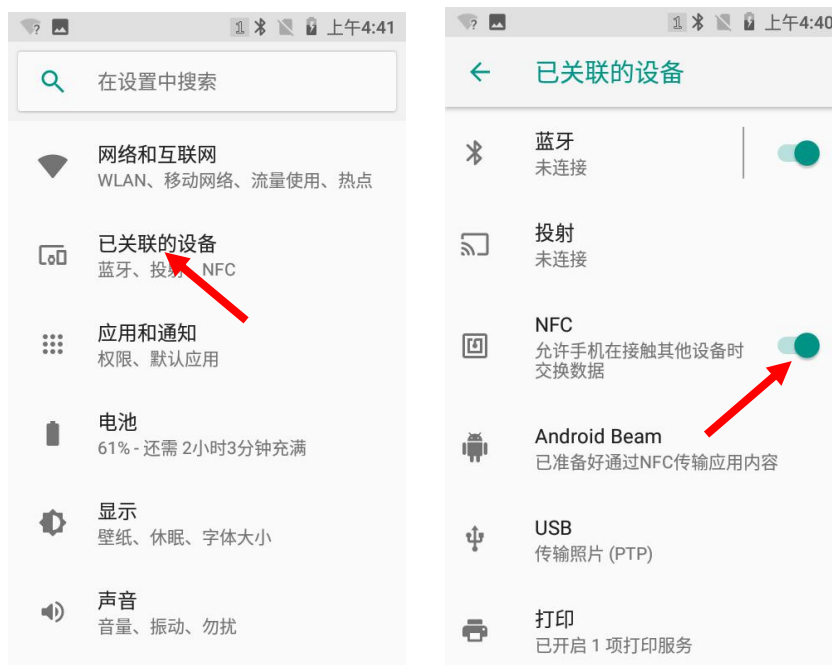 上午4:41
在设置中搜索
网络和互联网
WLAN、移动网络、流量使用、热点
已关联的设备
蓝牙、投射、NFC
应用和通知
权限、默认应用
电池
61% - 还需 2小时3分钟充满
显示
壁纸、休眠、字体大小
声音
音量、振动、勿扰
上午4:40
已关联的设备
蓝牙
未连接
投射
未连接
NFC
允许手机在接触其他设备时
交换数据
Android Beam
已准备好通过NFC传输应用内容
USB
传输照片 (PTP)
打印
已开启 1 项打印服务